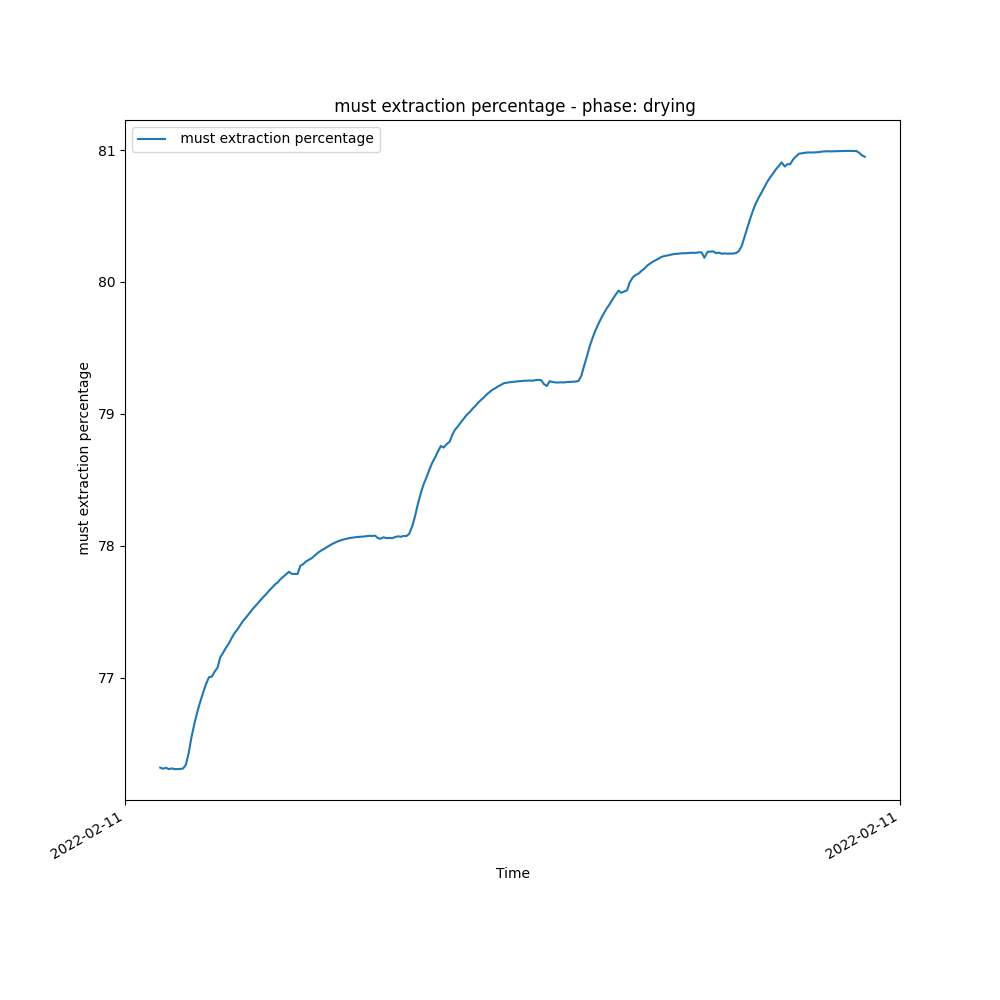 must extraction percentage - phase: drying
must extraction percentage
81
80
79
78
77
must extraction percentage
2022-02-11
2022-02-11
Time